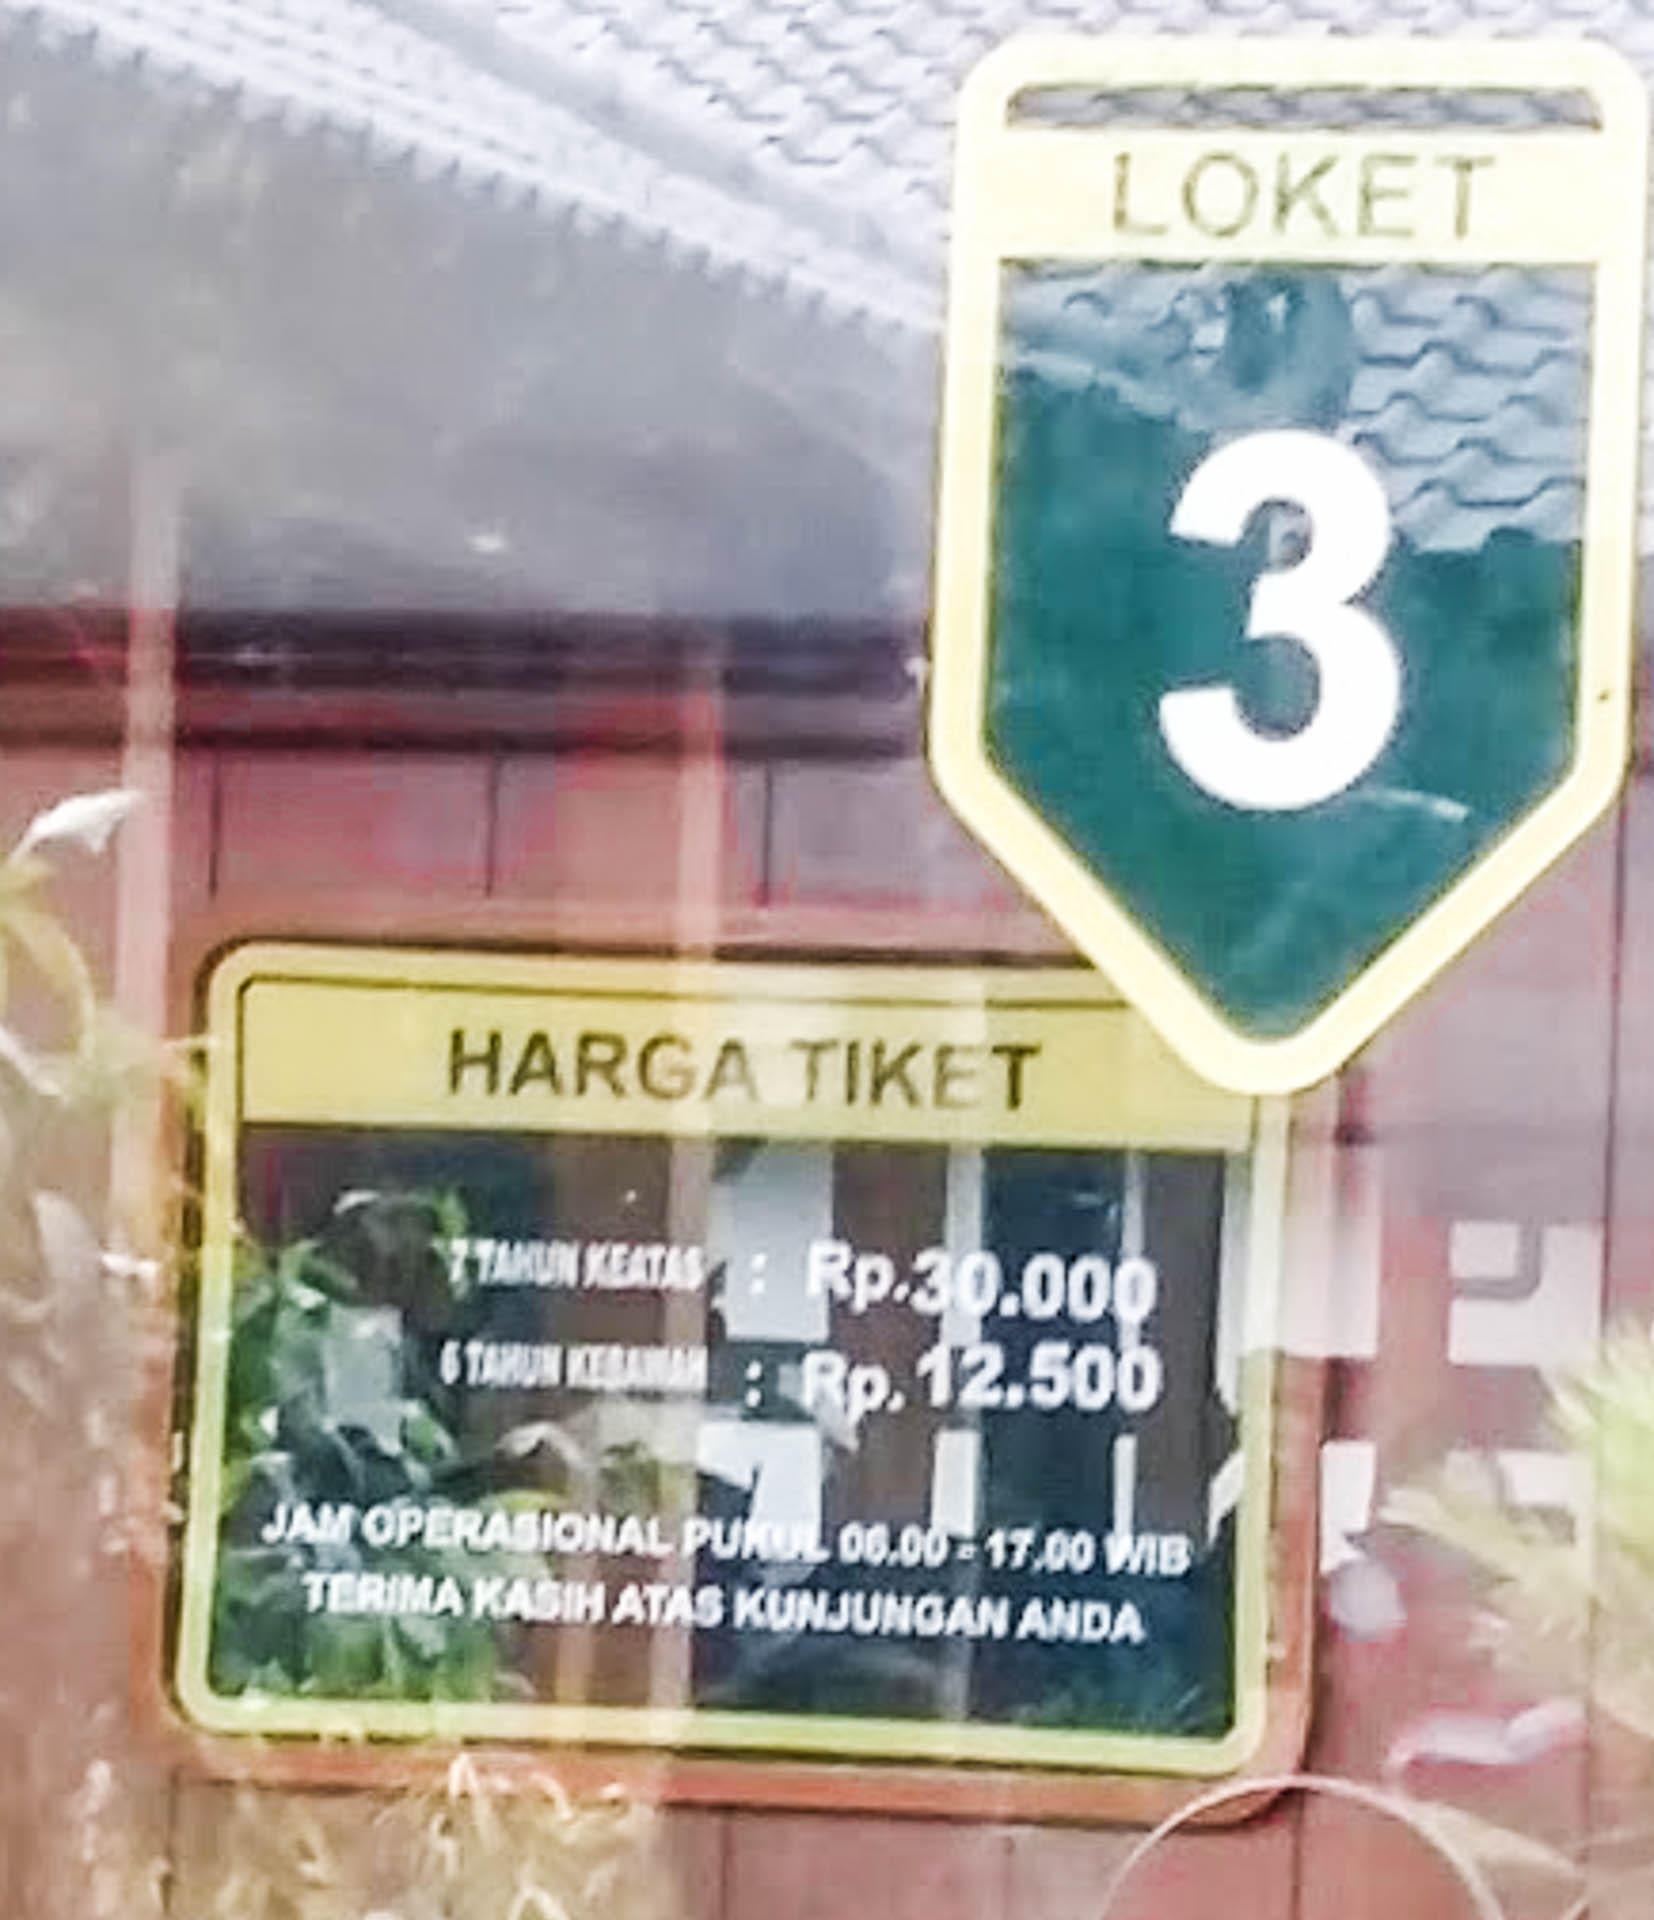 LOKET
3
HARGA TIKET
7 TAHUN KEATAS : Rp.30.000
6 TAHUN KEBAWAH : Rp. 12.500
JAM OPERASIONAL PUKUL 06.00 - 17.00 WIB
TERIMA KASIH ATAS KUNJUNGAN ANDA